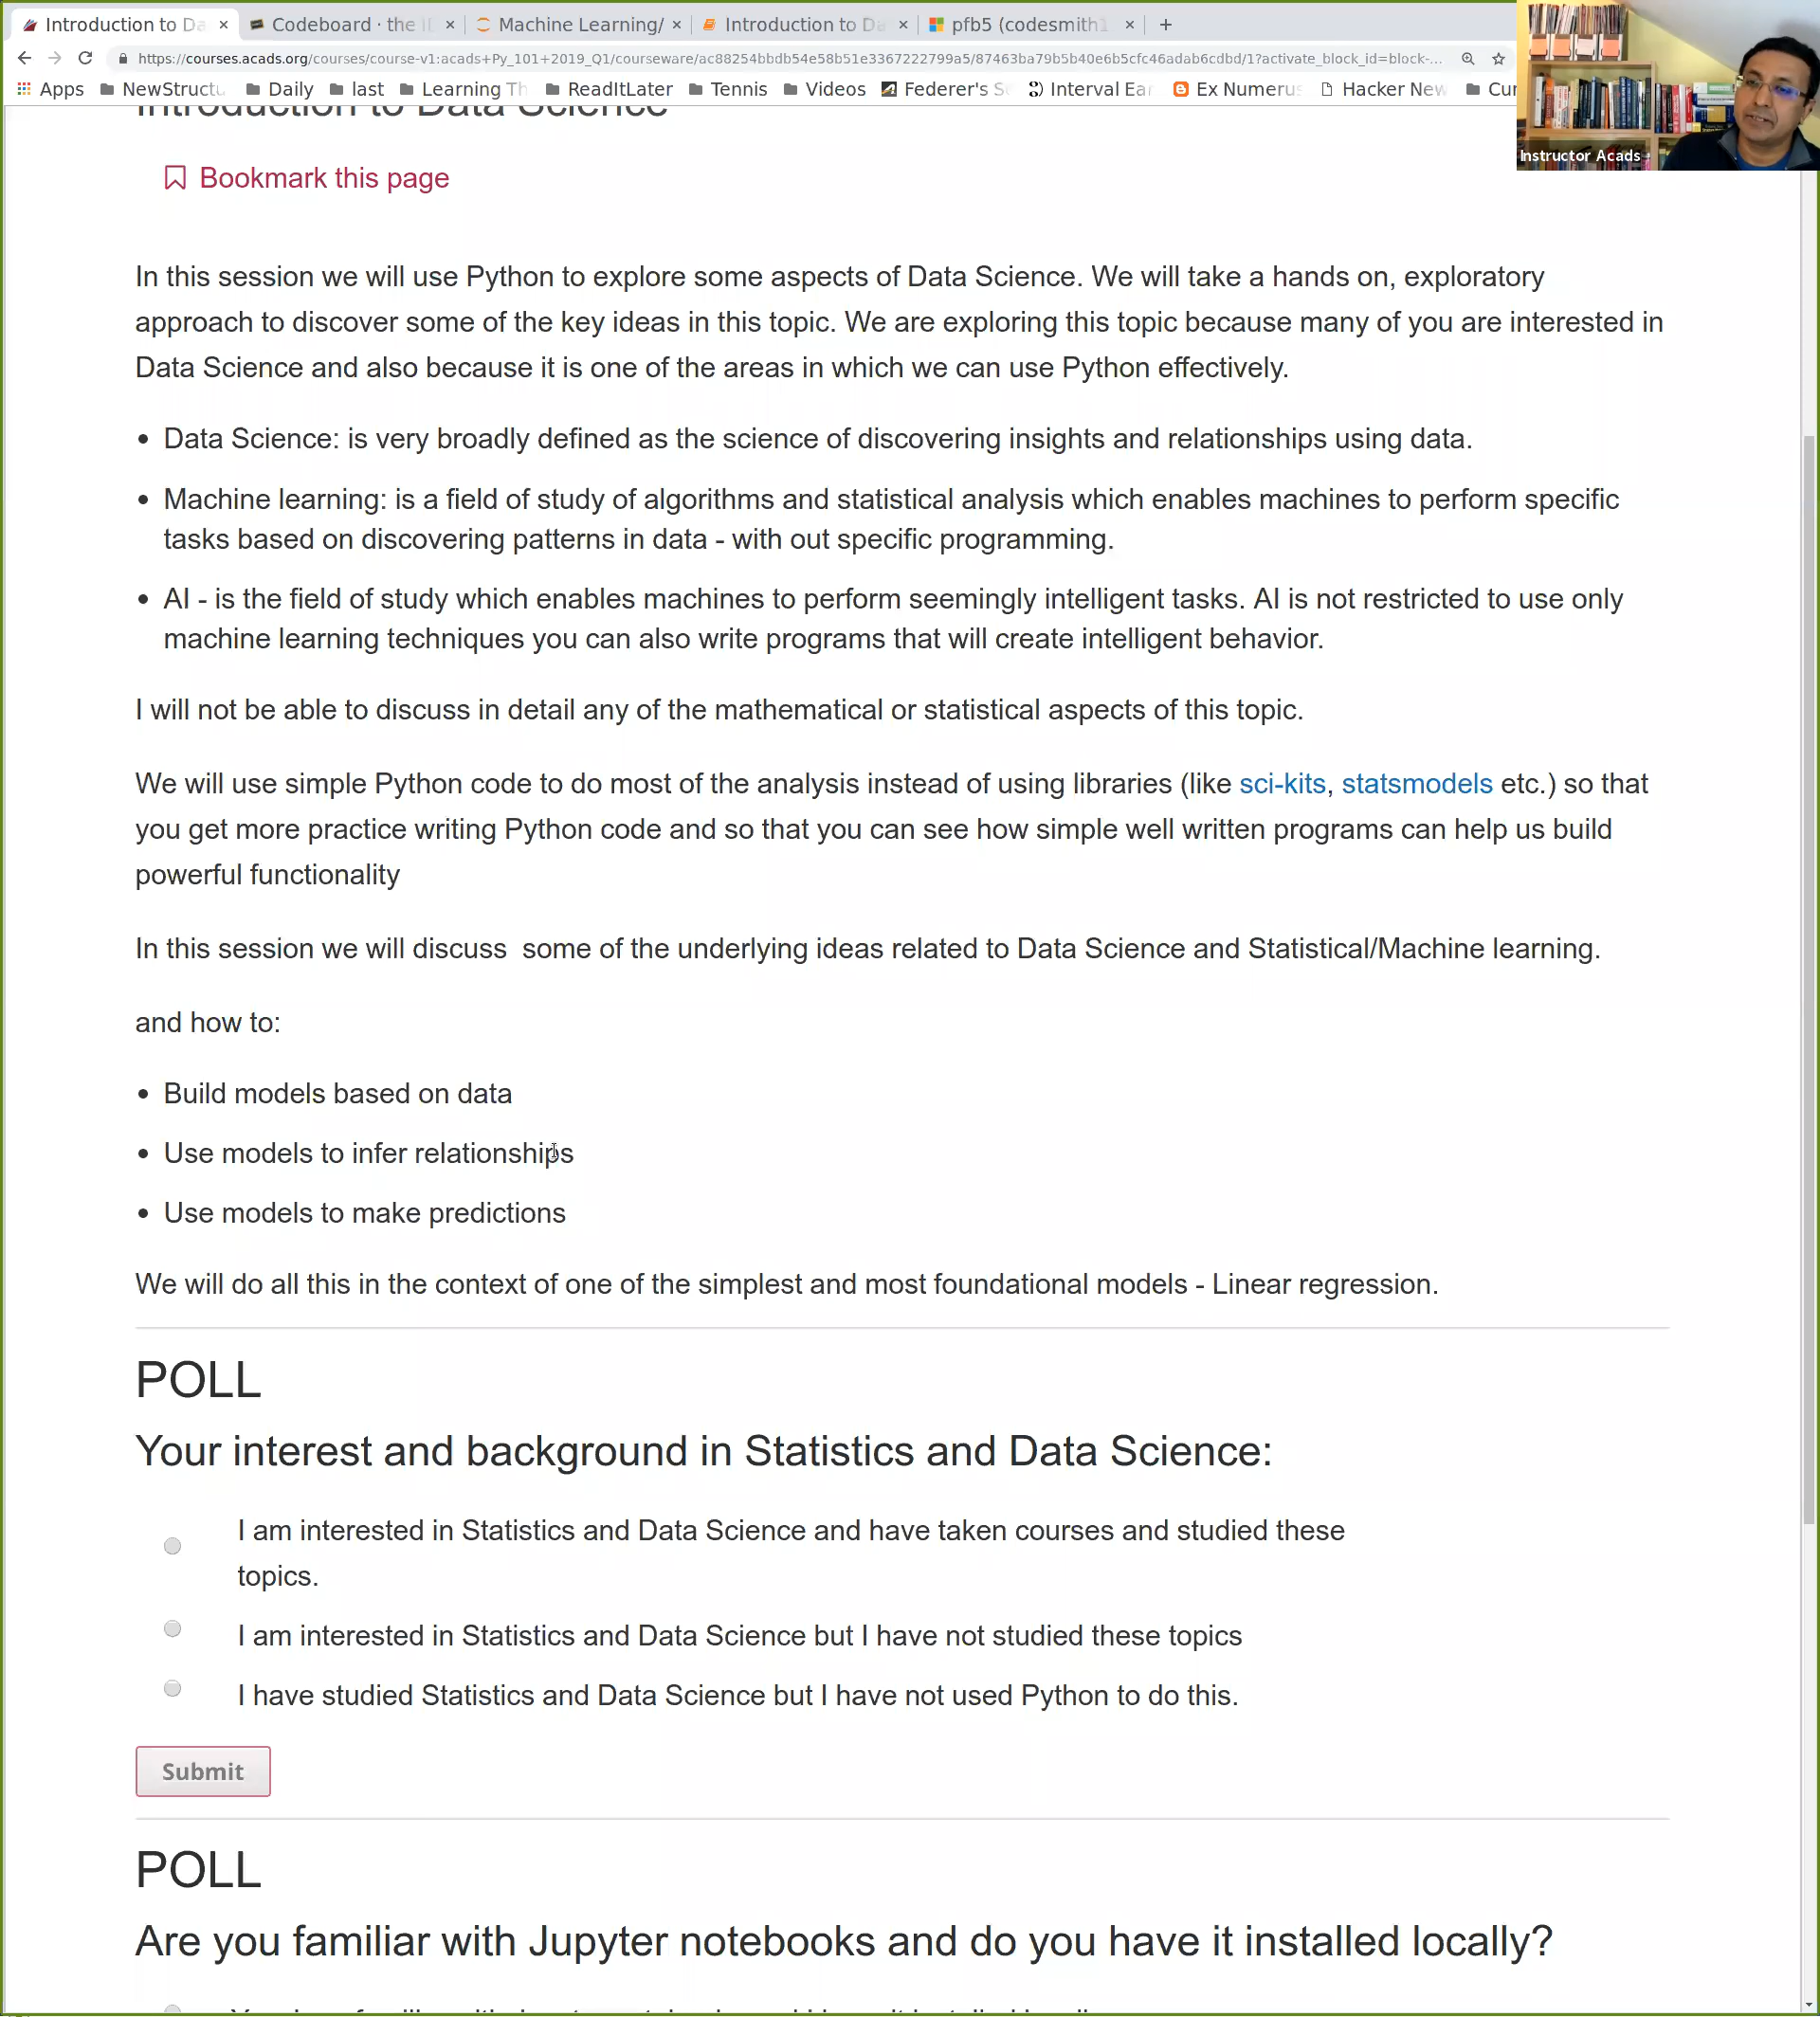 Introduction to Da
Codeboard · the I
Machine Learning/
Introduction to Da
pfb5 (codesmith1
https://courses.acads.org/courses/course-v1:acads+Py_101+2019_Q1/courseware/ac88254bbdb54e58b51e3367222799a5/87463ba79b5b40e6b5cfc46adab6cdbd/1?activate_block_id=block-...
Apps NewStructu Daily last Learning Th ReadItLater Tennis Videos Federer's S Interval Ear Ex Numerus Hacker New Cur
Instructor Acads
Introduction to Data Science
Bookmark this page
In this session we will use Python to explore some aspects of Data Science. We will take a hands on, exploratory
approach to discover some of the key ideas in this topic. We are exploring this topic because many of you are interested in
Data Science and also because it is one of the areas in which we can use Python effectively.
• Data Science: is very broadly defined as the science of discovering insights and relationships using data.
• Machine learning: is a field of study of algorithms and statistical analysis which enables machines to perform specific
tasks based on discovering patterns in data - with out specific programming.
• AI - is the field of study which enables machines to perform seemingly intelligent tasks. AI is not restricted to use only
machine learning techniques you can also write programs that will create intelligent behavior.
I will not be able to discuss in detail any of the mathematical or statistical aspects of this topic.
We will use simple Python code to do most of the analysis instead of using libraries (like sci-kits, statsmodels etc.) so that
you get more practice writing Python code and so that you can see how simple well written programs can help us build
powerful functionality
In this session we will discuss some of the underlying ideas related to Data Science and Statistical/Machine learning.
and how to:
• Build models based on data
• Use models to infer relationships
• Use models to make predictions
We will do all this in the context of one of the simplest and most foundational models - Linear regression.
POLL
Your interest and background in Statistics and Data Science:
I am interested in Statistics and Data Science and have taken courses and studied these
topics.
I am interested in Statistics and Data Science but I have not studied these topics
I have studied Statistics and Data Science but I have not used Python to do this.
Submit
POLL
Are you familiar with Jupyter notebooks and do you have it installed locally?